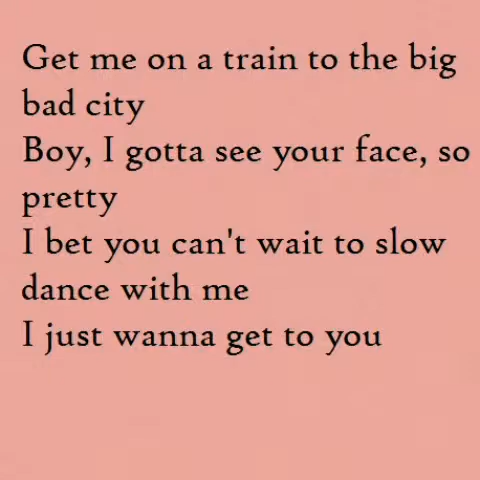 Get me on a train to the big
bad city
Boy, I gotta see your face, so
pretty
I bet you can't wait to slow
dance with me
I just wanna get to you